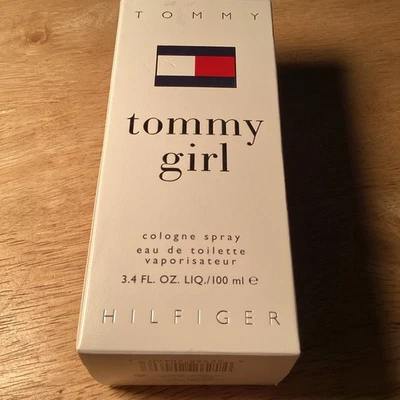 TOMMY
tommy
girl
cologne spray
eau de toilette
vaporisateur
3.4 FL. OZ. LIQ./100 ml ℮
HILFIGER